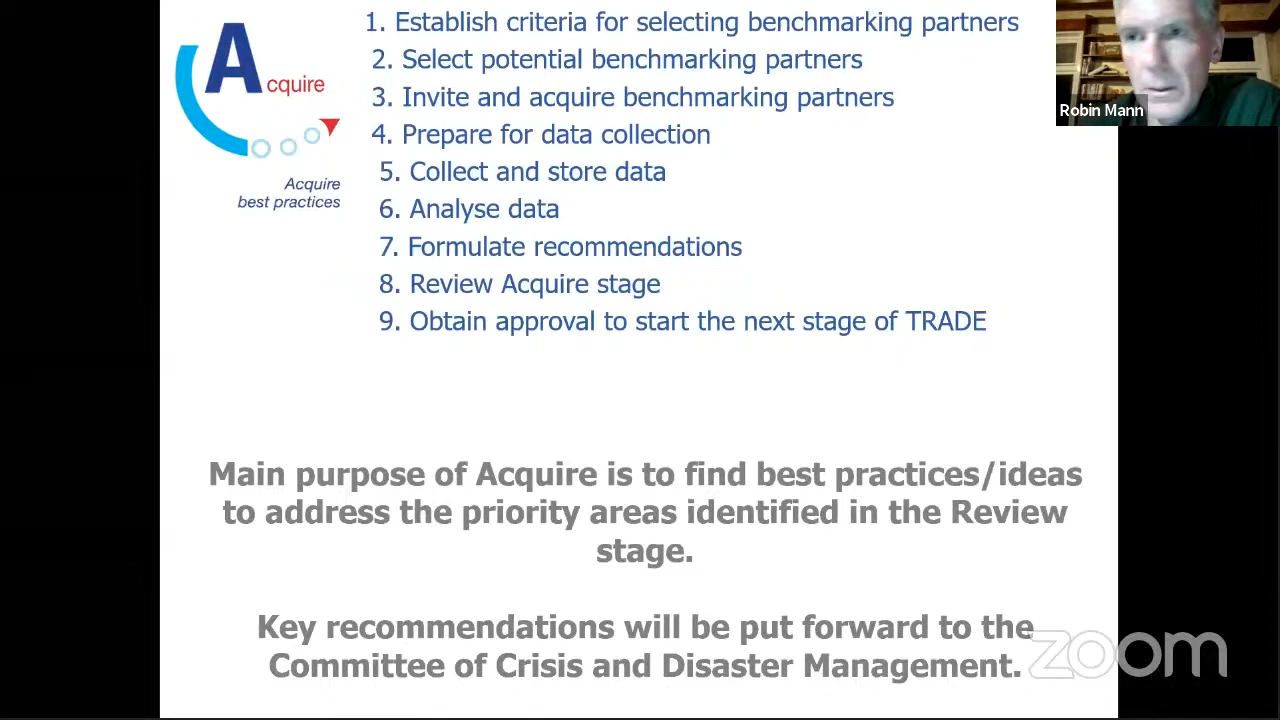 Acquire
Acquire
best practices
1. Establish criteria for selecting benchmarking partners
2. Select potential benchmarking partners
3. Invite and acquire benchmarking partners
4. Prepare for data collection
5. Collect and store data
6. Analyse data
7. Formulate recommendations
8. Review Acquire stage
9. Obtain approval to start the next stage of TRADE
Robin Mann
Main purpose of Acquire is to find best practices/ideas
to address the priority areas identified in the Review
stage.
Key recommendations will be put forward to the
Committee of Crisis and Disaster Management.
zoom